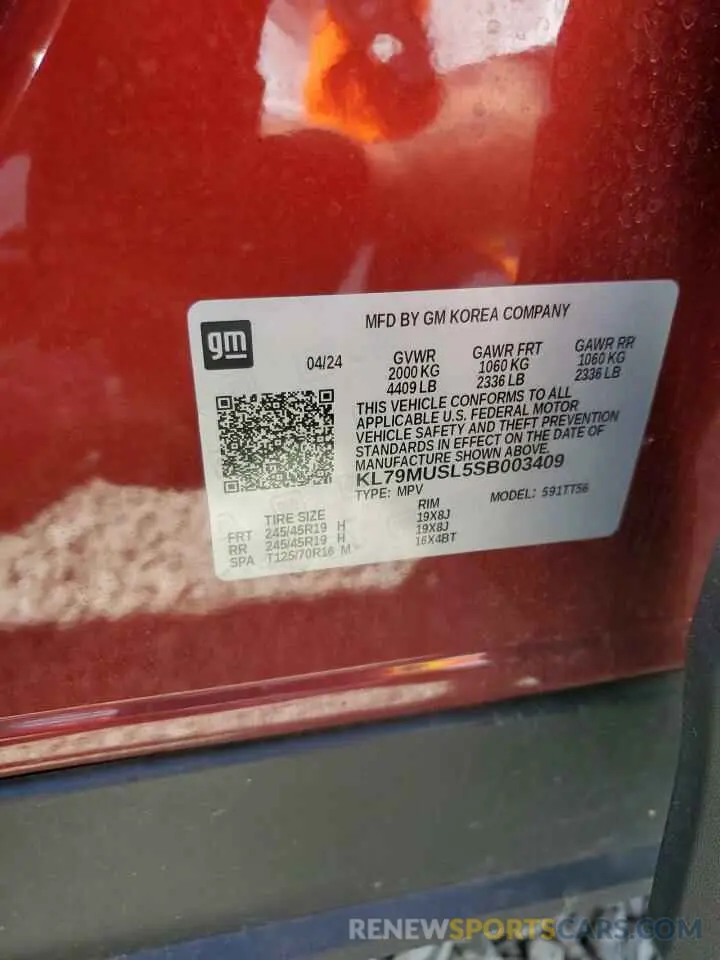 MFD BY GM KOREA COMPANY
gm
04/24
GVWR GAWR FRT GAWR RR
2000 KG 1060 KG 1060 KG
4409 LB 2336 LB 2336 LB
THIS VEHICLE CONFORMS TO ALL
APPLICABLE U.S. FEDERAL MOTOR
VEHICLE SAFETY AND THEFT PREVENTION
STANDARDS IN EFFECT ON THE DATE OF
MANUFACTURE SHOWN ABOVE.
KL79MUSL5SB003409
TYPE: MPV MODEL: 591TT56
TIRE SIZE RIM
FRT 245/45R19 H 19X8J
RR 245/45R19 H 19X8J
SPA T125/70R16 M 16X4BT
RENEWSPORTSCARS.COM